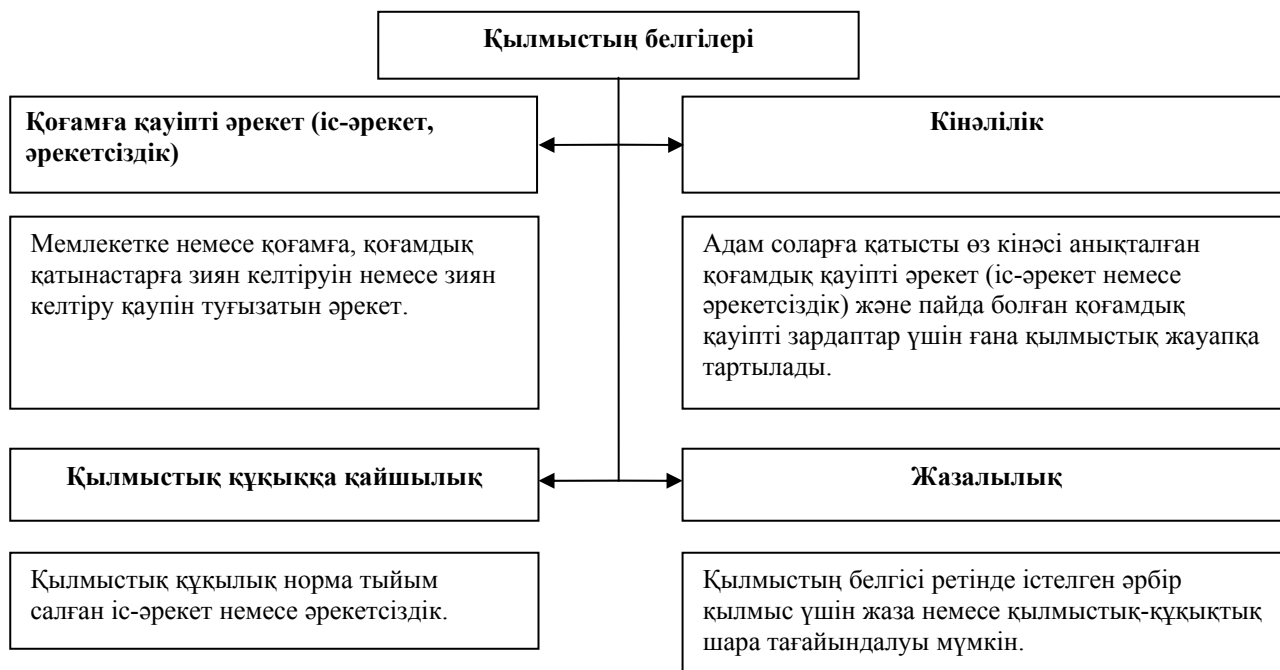 Қылмыстың белгілері
Қоғамға қауіпті әрекет (іс-әрекет,
әрекетсіздік)
Кінәлілік
Мемлекетке немесе қоғамға, қоғамдық
қатынастарға зиян келтіруін немесе зиян
келтіру қаупін туғызатын әрекет.
Адам соларға қатысты өз кінәсі анықталған
қоғамдық қауіпті әрекет (іс-әрекет немесе
әрекетсіздік) және пайда болған қоғамдық
қауіпті зардаптар үшін ғана қылмыстық жауапқа
тартылады.
Қылмыстық құқыққа қайшылық
Жазалылық
Қылмыстық құқылық норма тыйым
салған іс-әрекет немесе әрекетсіздік.
Қылмыстың белгісі ретінде істелген әрбір
қылмыс үшін жаза немесе қылмыстық-құқықтық
шара тағайындалуы мүмкін.